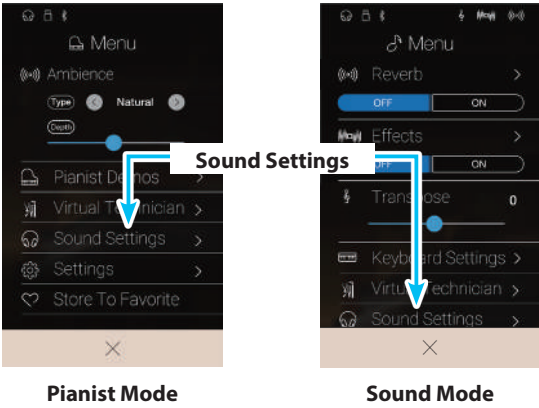 Menu
Ambience
Type Natural
Depth
Pianist Demos
Virtual Technician
Sound Settings
Settings
Store To Favorite
Pianist Mode
Sound Settings
Menu
Reverb
OFF ON
Effects
OFF ON
Transpose 0
Keyboard Settings
Virtual Technician
Sound Settings
Sound Mode